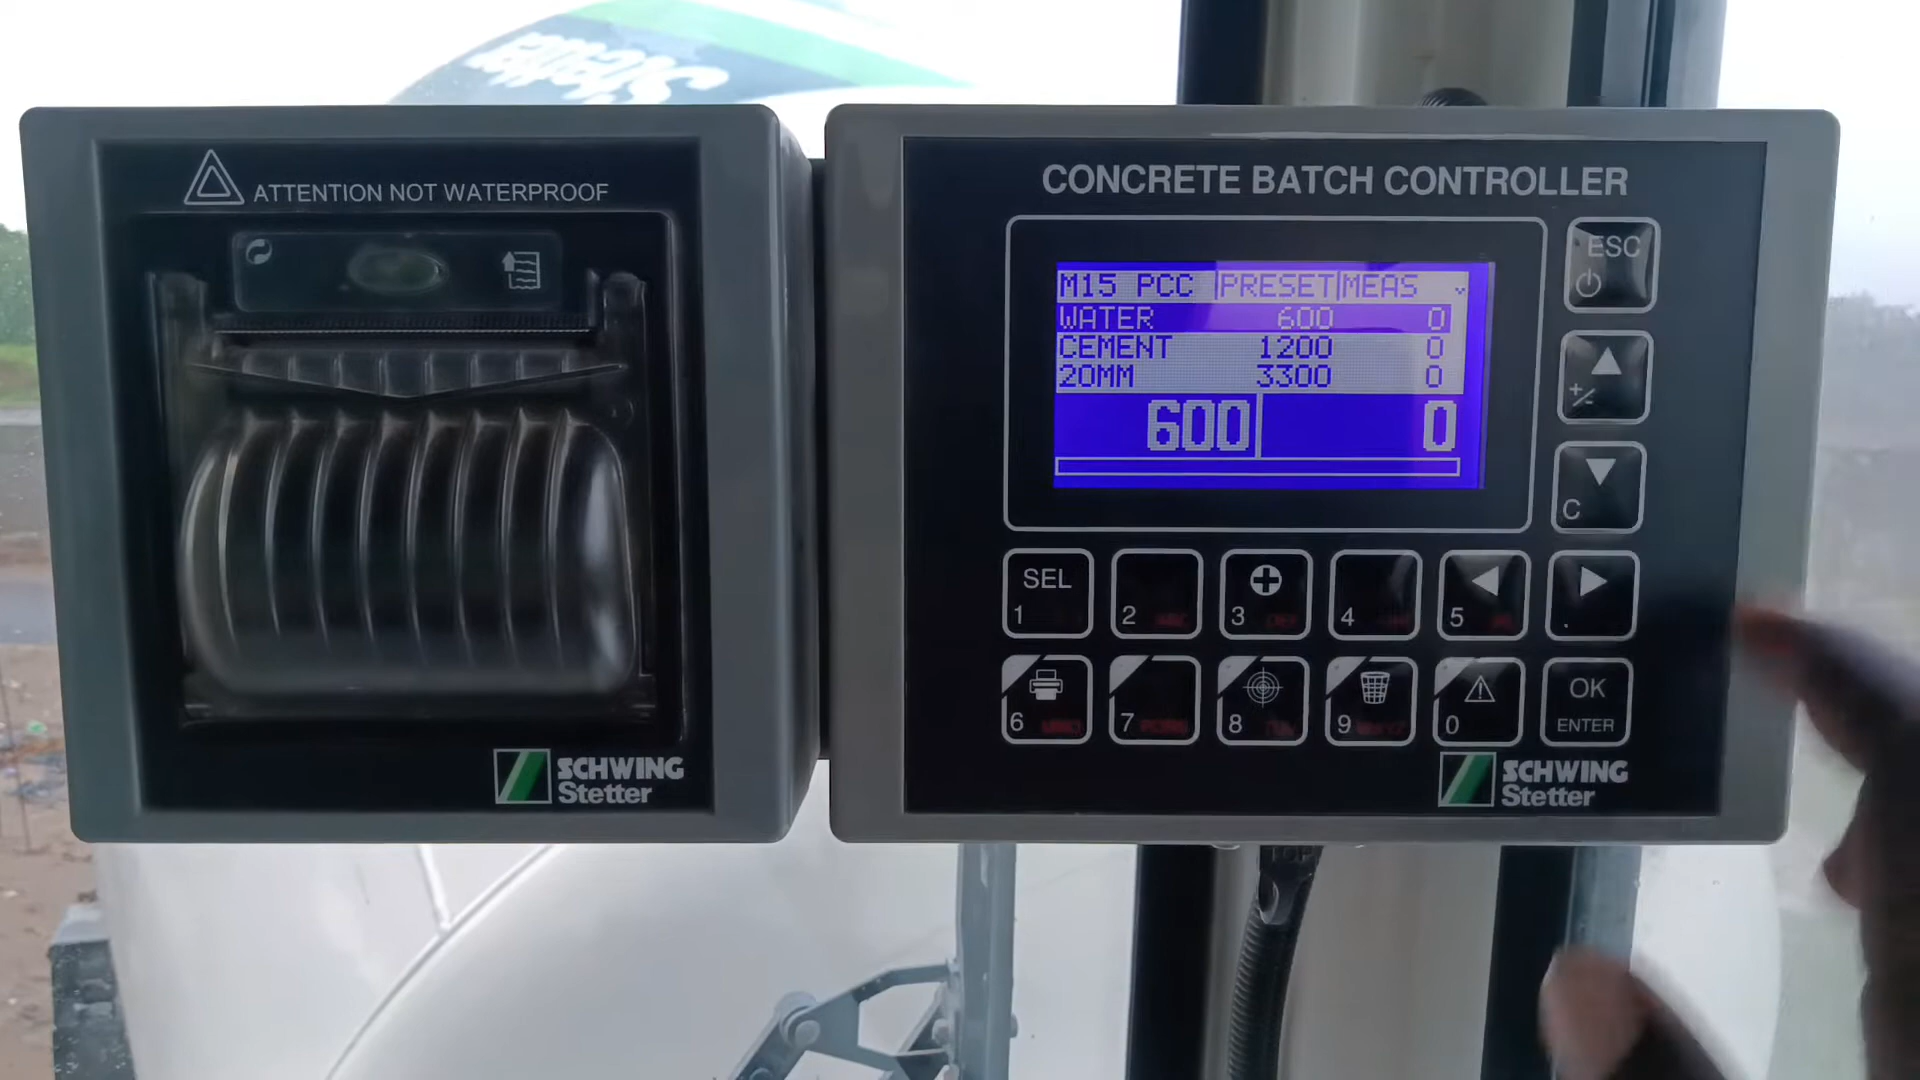 Stetter
ATTENTION NOT WATERPROOF
SCHWING
Stetter
CONCRETE BATCH CONTROLLER
M15 PCC PRESET MEAS
WATER 600 0
CEMENT 1200 0
20MM 3300 0
600 0
ESC
+/-
C
SEL
1
2
3
4
5
.
6
7
8
9
0
OK
ENTER
SCHWING
Stetter